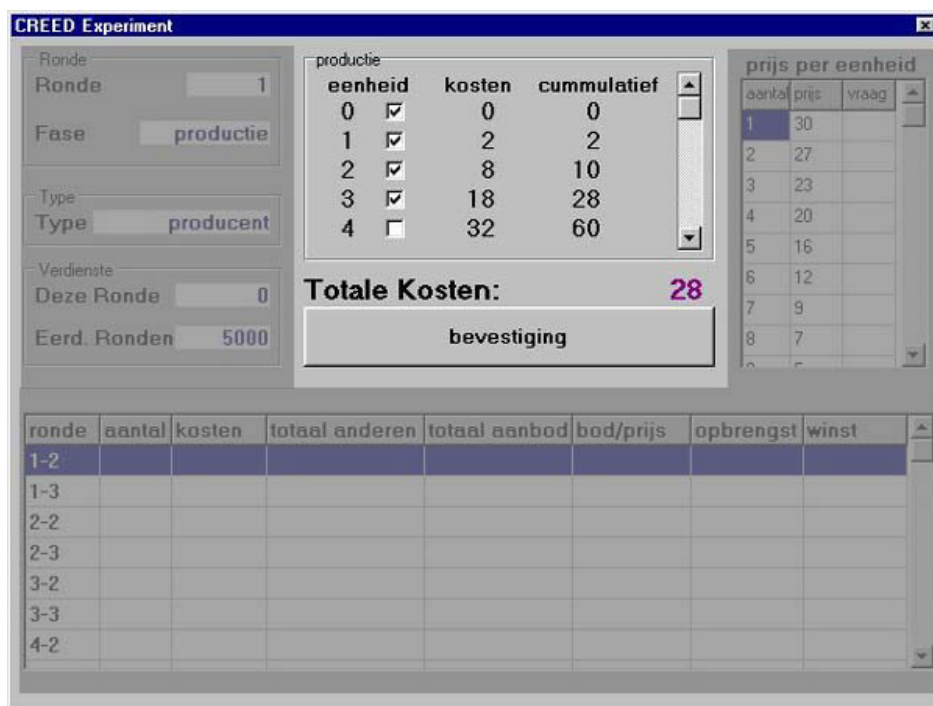 CREED Experiment
Ronde
Ronde 1
Fase productie
Type
Type producent
Verdienste
Deze Ronde 0
Eerd. Ronden 5000
productie
eenheid kosten cummulatief
0 0 0
1 2 2
2 8 10
3 18 28
4 32 60
Totale Kosten: 28
bevestiging
prijs per eenheid
aantal prijs vraag
1 30
2 27
3 23
4 20
5 16
6 12
7 9
8 7
ronde aantal kosten totaal anderen totaal aanbod bod/prijs opbrengst winst
1-2
1-3
2-2
2-3
3-2
3-3
4-2